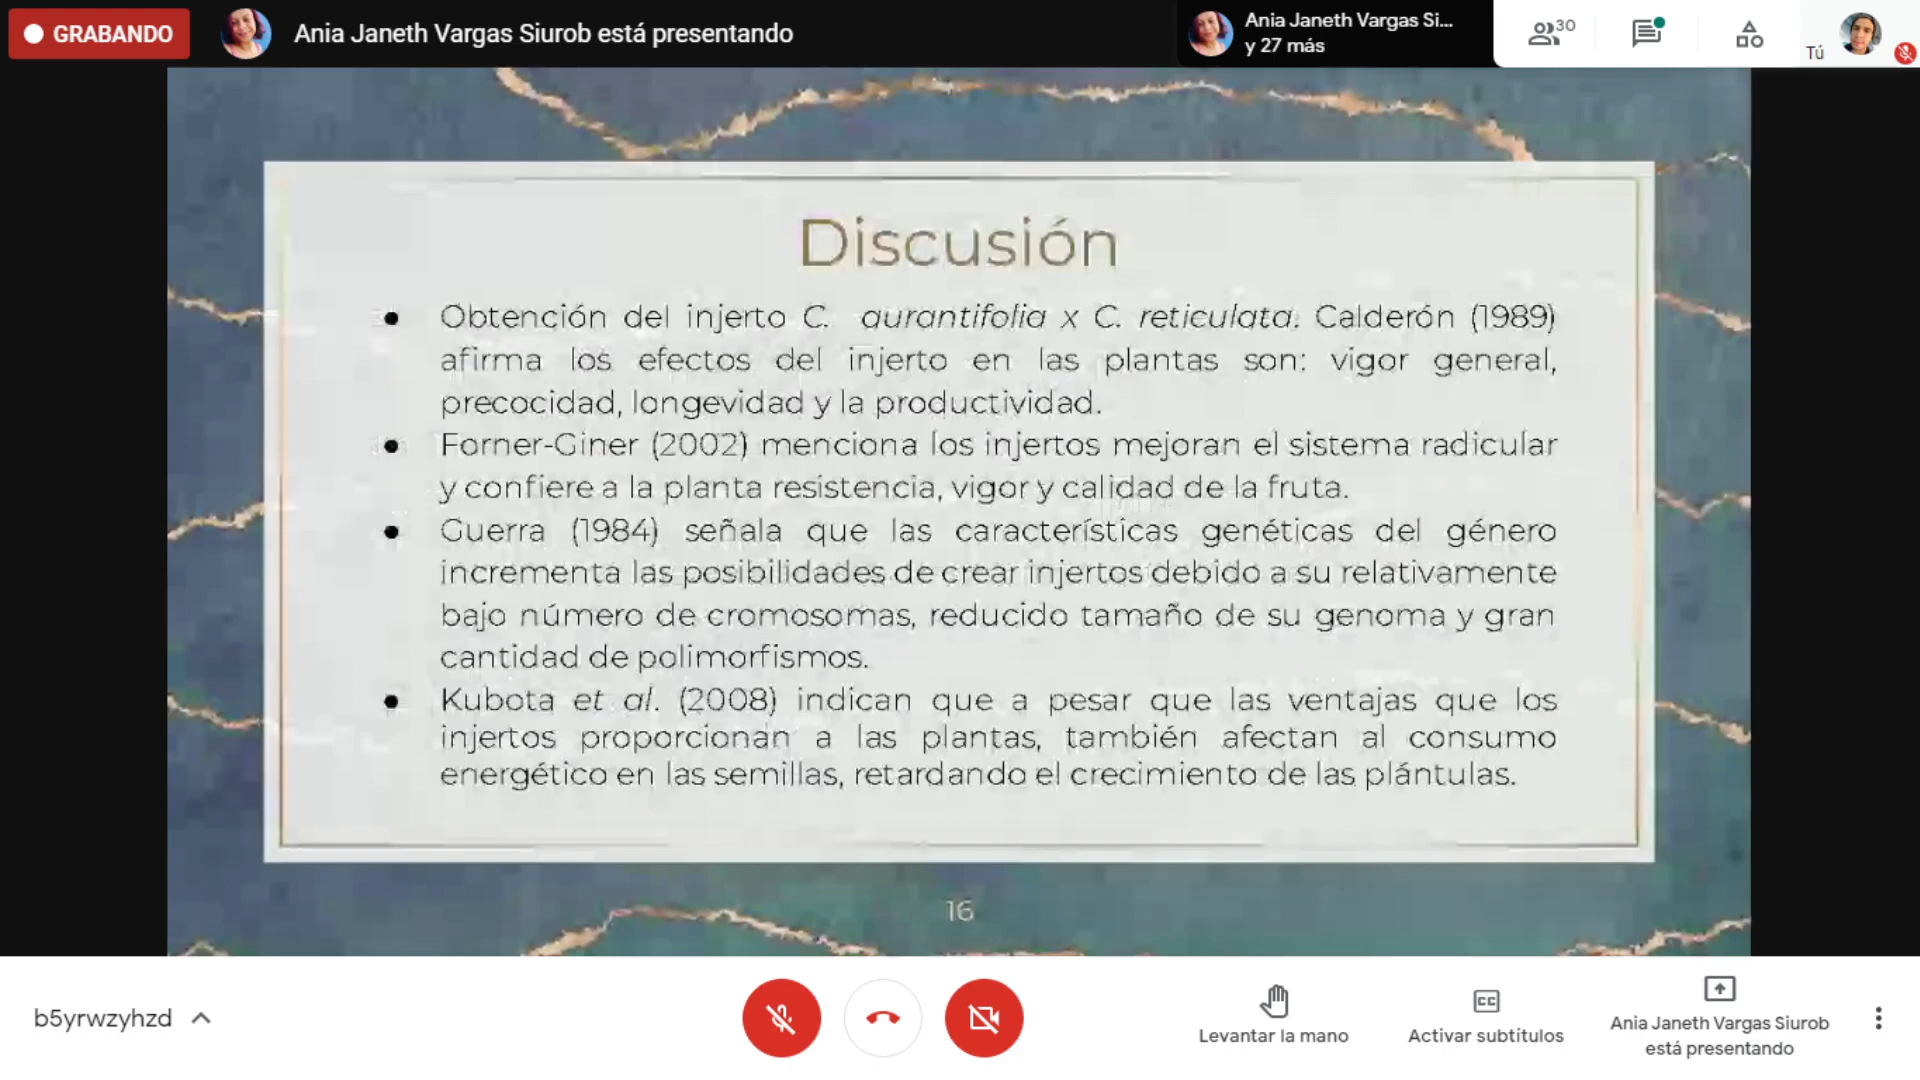 GRABANDO
Ania Janeth Vargas Siurob está presentando
Ania Janeth Vargas Si...
y 27 más
30
Tú
Discusión
● Obtención del injerto C. aurantifolia x C. reticulata. Calderón (1989)
afirma los efectos del injerto en las plantas son: vigor general,
precocidad, longevidad y la productividad.
● Forner-Giner (2002) menciona los injertos mejoran el sistema radicular
y confiere a la planta resistencia, vigor y calidad de la fruta.
● Guerra (1984) señala que las características genéticas del género
incrementa las posibilidades de crear injertos debido a su relativamente
bajo número de cromosomas, reducido tamaño de su genoma y gran
cantidad de polimorfismos.
● Kubota et al. (2008) indican que a pesar que las ventajas que los
injertos proporcionan a las plantas, también afectan al consumo
energético en las semillas, retardando el crecimiento de las plántulas.
16
b5yrwzyhzd
Levantar la mano
CC
Activar subtítulos
Ania Janeth Vargas Siurob
está presentando